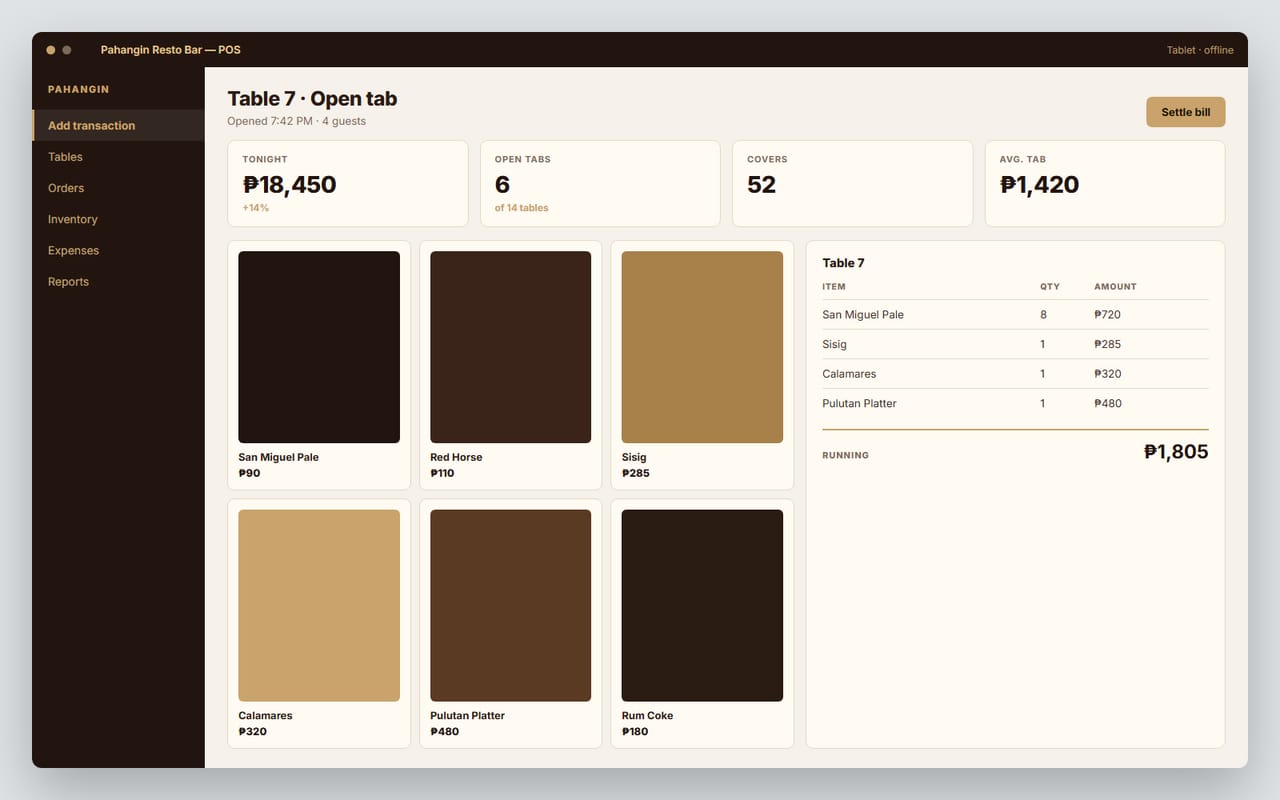 Pahangin Resto Bar — POS
Tablet · offline
PAHANGIN
Add transaction
Tables
Orders
Inventory
Expenses
Reports
Table 7 · Open tab
Opened 7:42 PM · 4 guests
Settle bill
TONIGHT
₱18,450
+14%
OPEN TABS
6
of 14 tables
COVERS
52
AVG. TAB
₱1,420
San Miguel Pale
₱90
Red Horse
₱110
Sisig
₱285
Calamares
₱320
Pulutan Platter
₱480
Rum Coke
₱180
Table 7
ITEM QTY AMOUNT
San Miguel Pale 8 ₱720
Sisig 1 ₱285
Calamares 1 ₱320
Pulutan Platter 1 ₱480
RUNNING ₱1,805